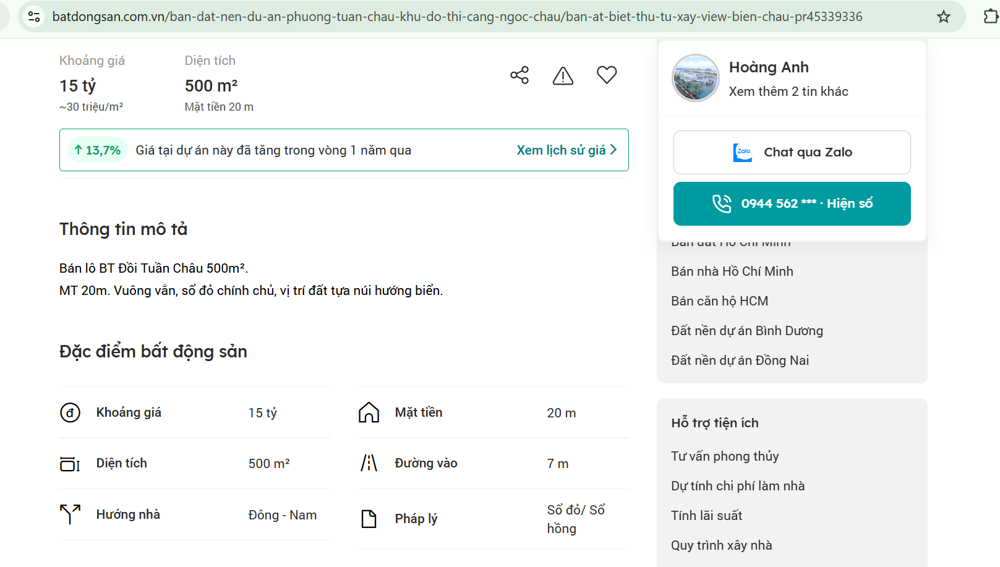 batdongsan.com.vn/ban-dat-nen-du-an-phuong-tuan-chau-khu-do-thi-cang-ngoc-chau/ban-at-biet-thu-tu-xay-view-bien-chau-pr45339336
Khoảng giá
15 tỷ
~30 triệu/m²
Diện tích
500 m²
Mặt tiền 20 m
13,7%
Giá tại dự án này đã tăng trong vòng 1 năm qua
Xem lịch sử giá
Thông tin mô tả
Bán lô BT Đồi Tuần Châu 500m².
MT 20m. Vuông vắn, sổ đỏ chính chủ, vị trí đất tựa núi hướng biển.
Đặc điểm bất động sản
Khoảng giá
15 tỷ
Mặt tiền
20 m
Diện tích
500 m²
Đường vào
7 m
Hướng nhà
Đông - Nam
Pháp lý
Sổ đỏ/ Sổ
hồng
Hoàng Anh
Xem thêm 2 tin khác
Zalo
Chat qua Zalo
0944 562 *** · Hiện số
Bán đất Hồ Chí Minh
Bán nhà Hồ Chí Minh
Bán căn hộ HCM
Đất nền dự án Bình Dương
Đất nền dự án Đồng Nai
Hỗ trợ tiện ích
Tư vấn phong thủy
Dự tính chi phí làm nhà
Tính lãi suất
Quy trình xây nhà